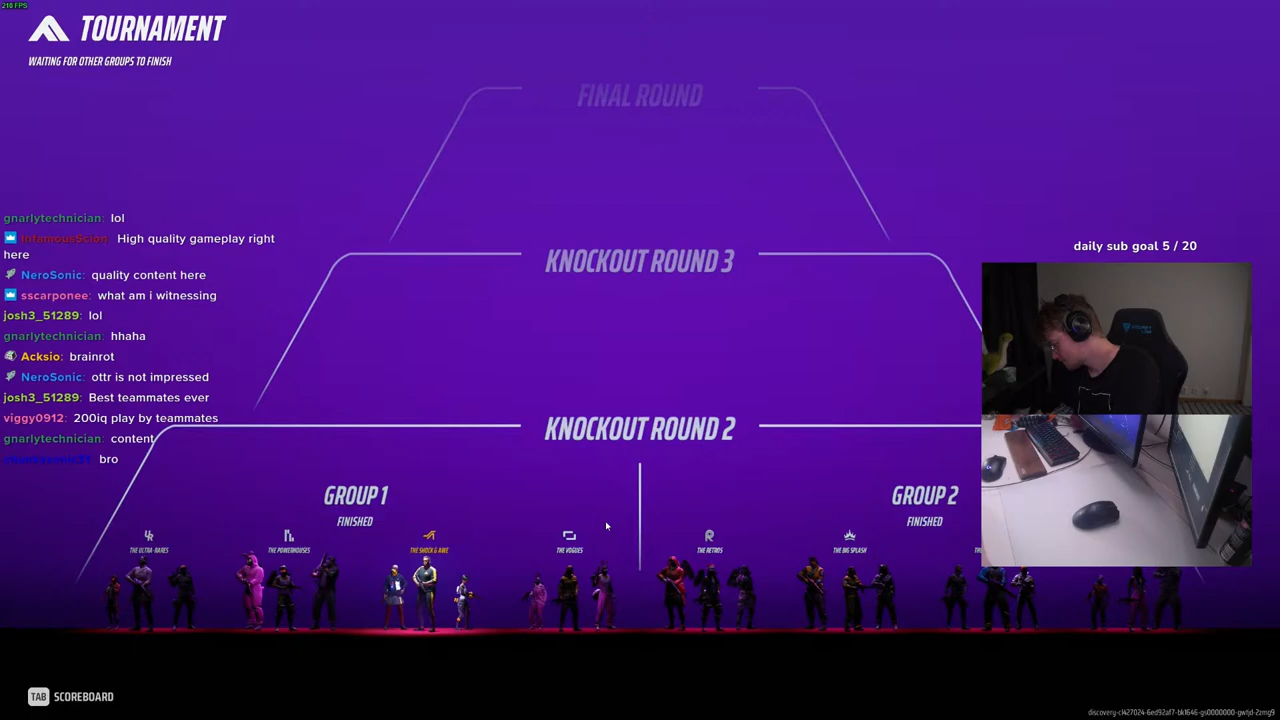 210 FPS
TOURNAMENT
WAITING FOR OTHER GROUPS TO FINISH
FINAL ROUND
gnarlytechnician: lol
InfamousScion: High quality gameplay right
here
NeroSonic: quality content here
sscarponee: what am i witnessing
josh3_51289: lol
gnarlytechnician: hhaha
Acksio: brainrot
NeroSonic: ottr is not impressed
josh3_51289: Best teammates ever
viggy0912: 200iq play by teammates
gnarlytechnician: content
bro
daily sub goal 5 / 20
KNOCKOUT ROUND 3
KNOCKOUT ROUND 2
GROUP 1
FINISHED
GROUP 2
FINISHED
THE ULTRA-RARES
THE POWERHOUSES
THE SHOCK & AWE
THE VOGUES
THE RETROS
THE BIG SPLASH
TAB SCOREBOARD